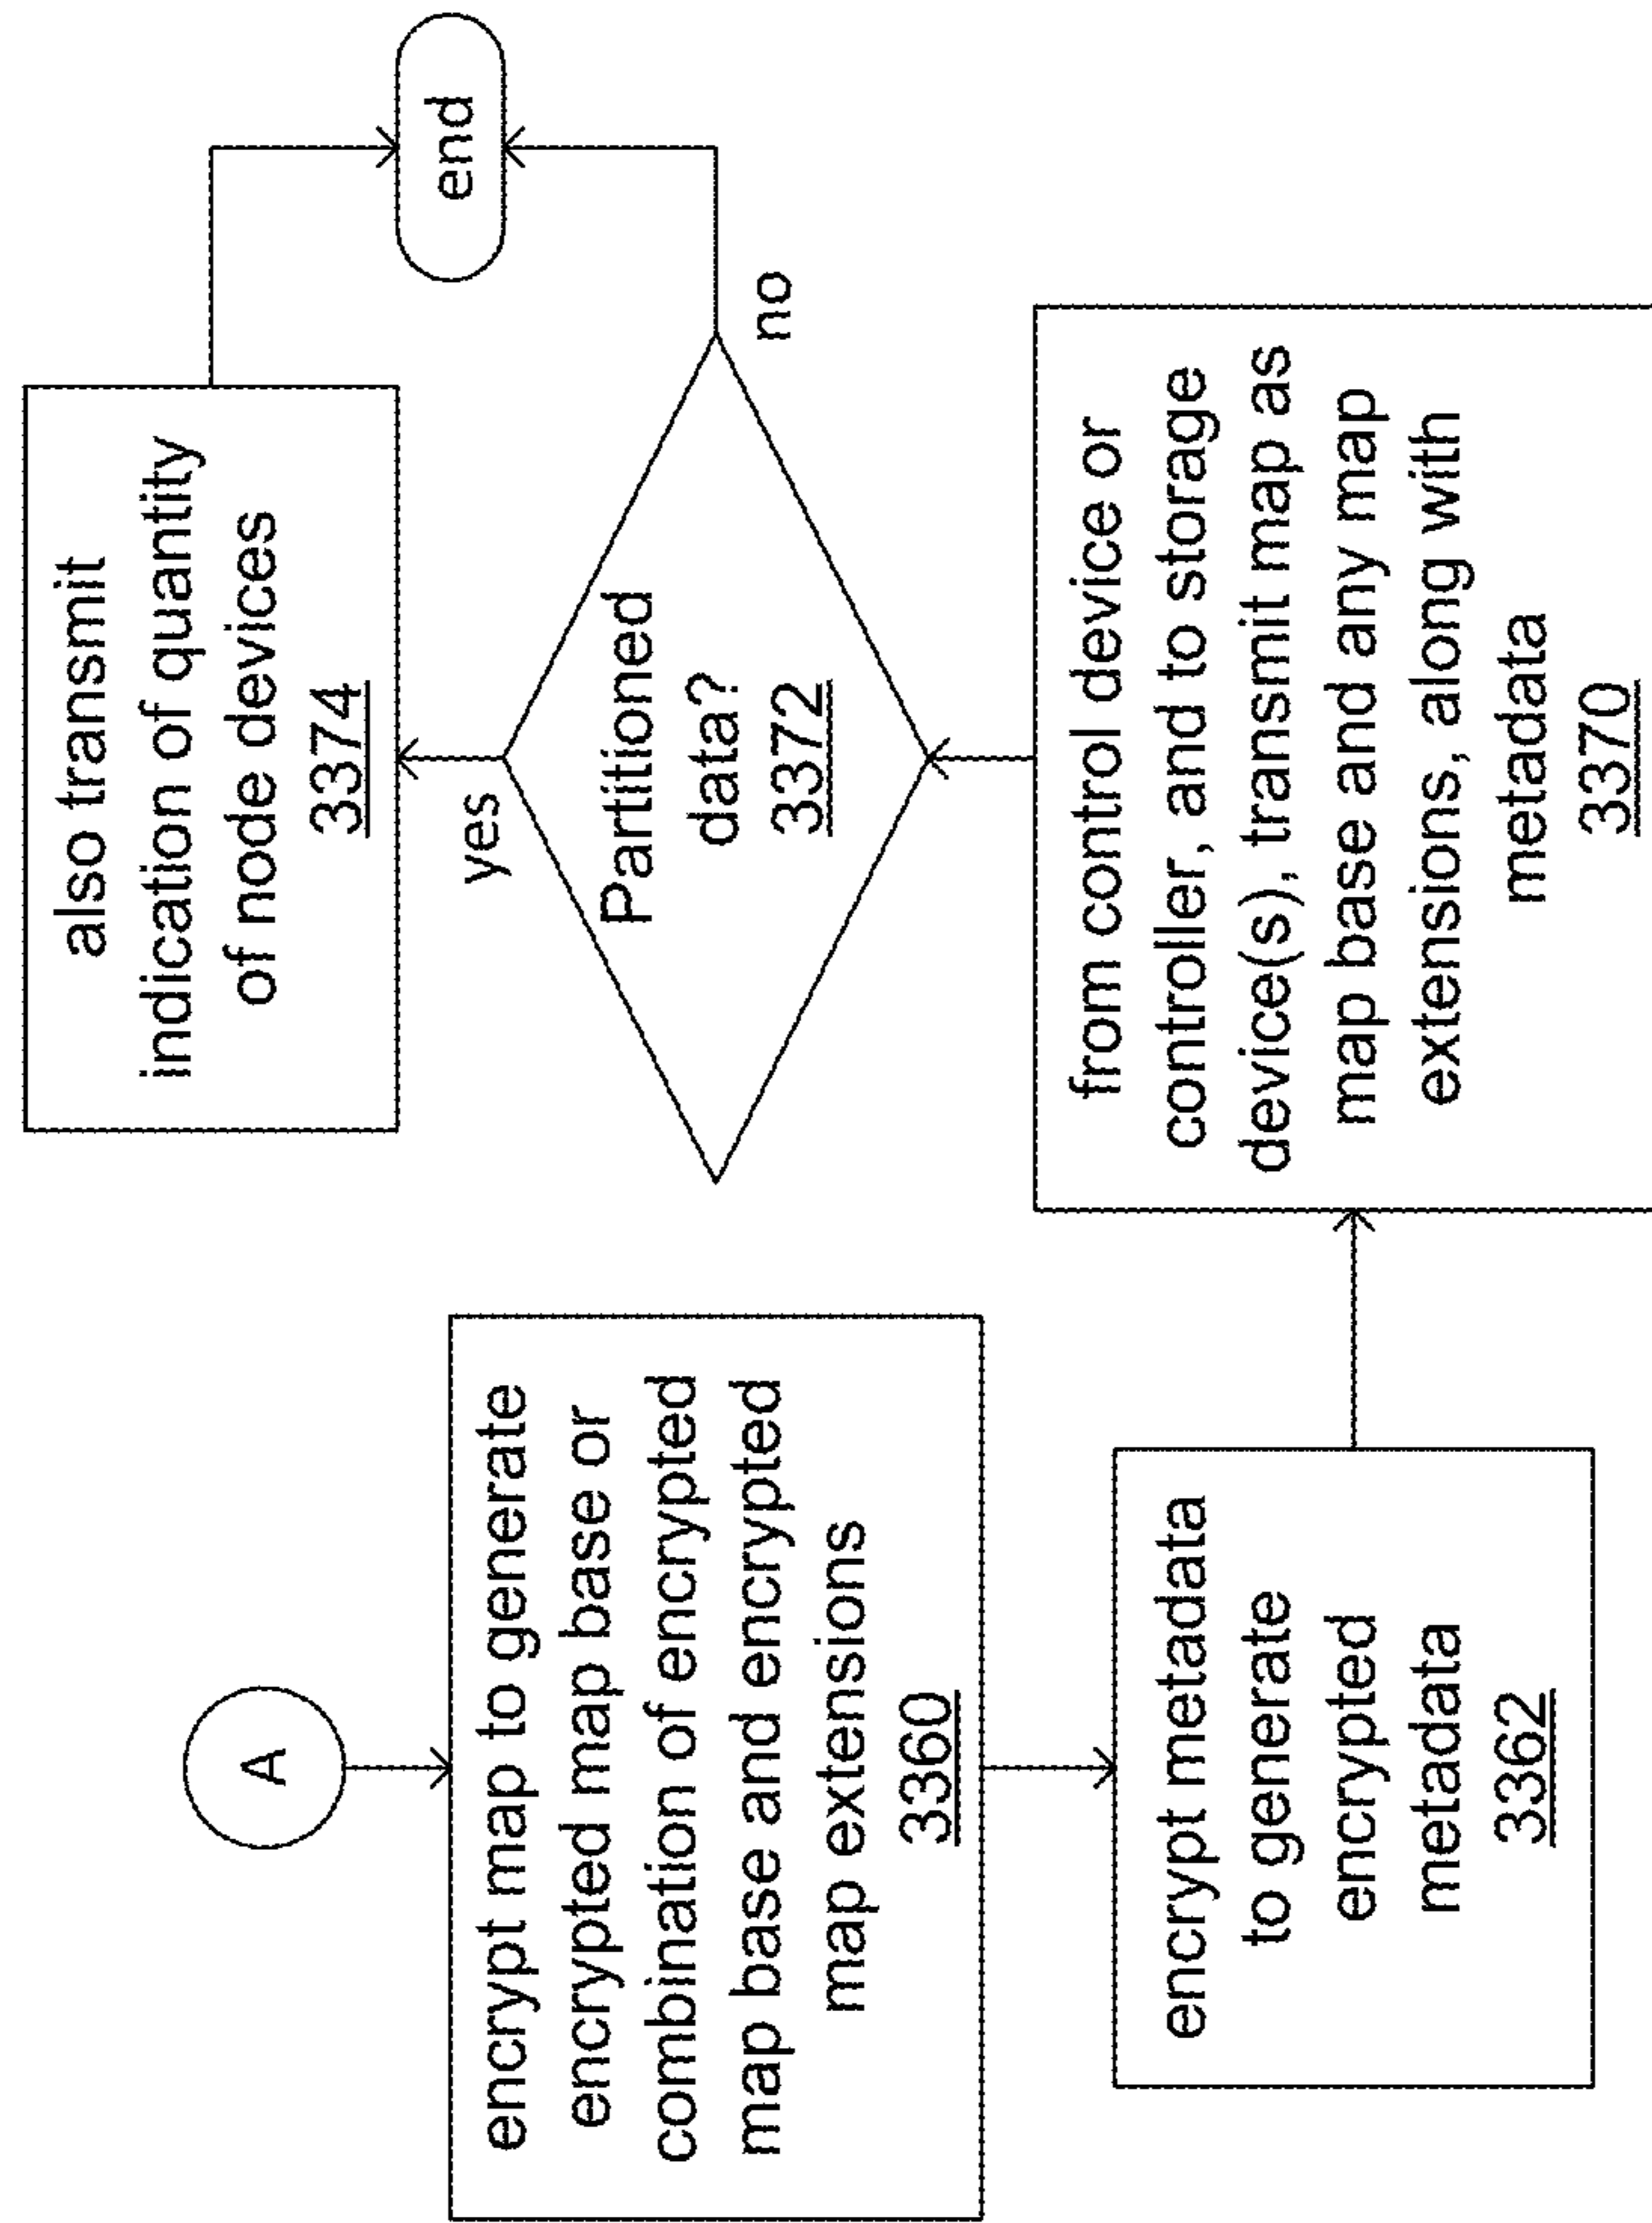 A
encrypt map to generate
encrypted map base or
combination of encrypted
map base and encrypted
map extensions
3360
encrypt metadata
to generate
encrypted
metadata
3362
from control device or
controller, and to storage
device(s), transmit map as
map base and any map
extensions, along with
metadata
3370
Partitioned
data?
3372
yes
no
also transmit
indication of quantity
of node devices
3374
end